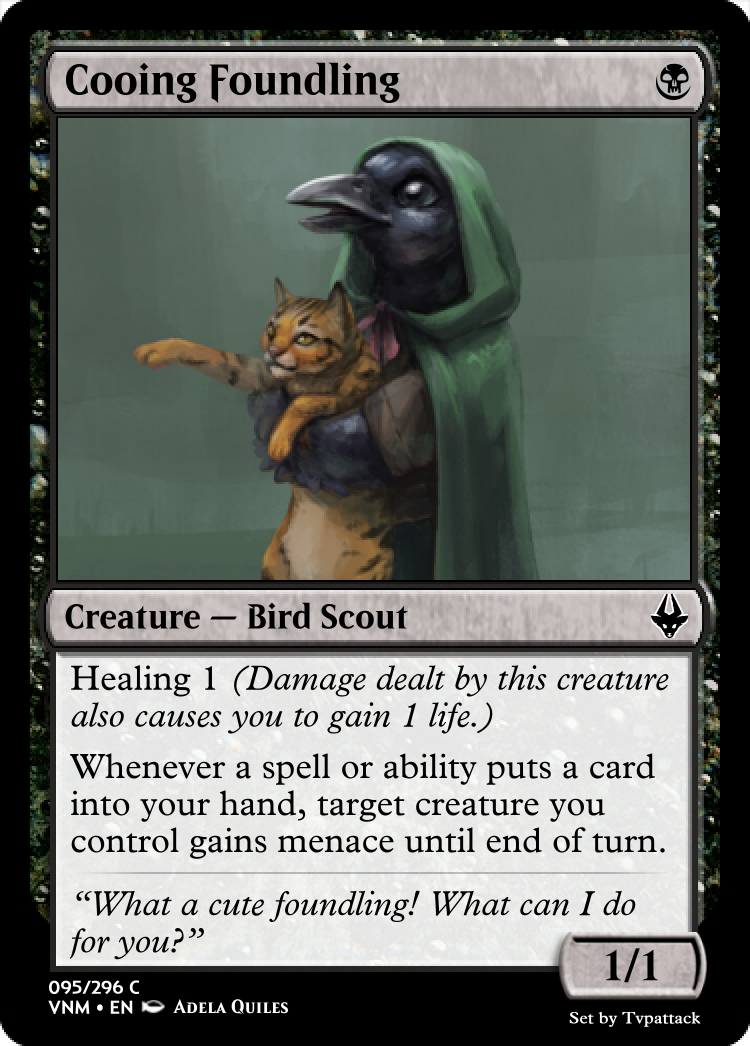 Cooing Foundling
Creature — Bird Scout
Healing 1 (Damage dealt by this creature
also causes you to gain 1 life.)
Whenever a spell or ability puts a card
into your hand, target creature you
control gains menace until end of turn.
“What a cute foundling! What can I do
for you?”
1/1
095/296 C
VNM • EN Adela Quiles
Set by Tvpattack